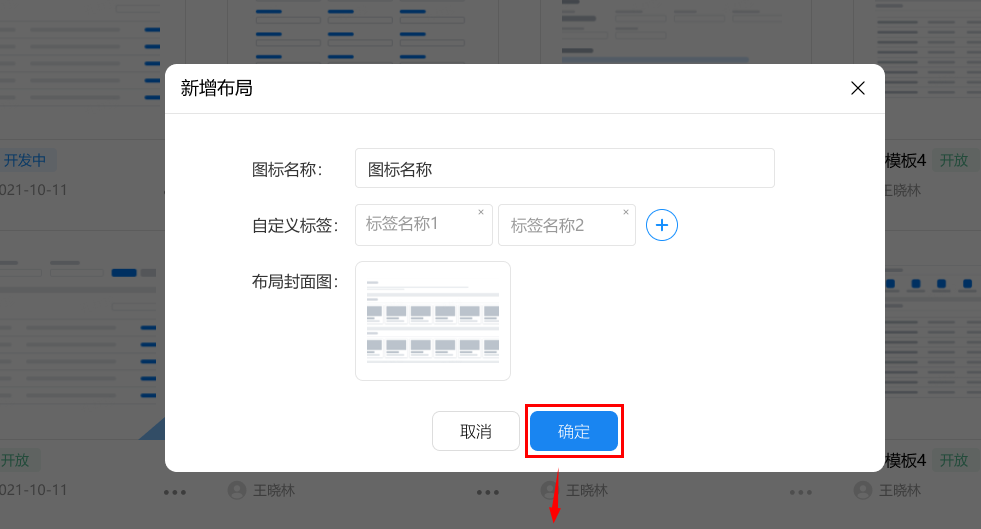 新增布局
图标名称：
图标名称
开发中
模板4
开放
021-10-11
王晓林
自定义标签：
标签名称1
标签名称2
布局封面图：
取消
确定
开放
模板4
开放
021-10-11
王晓林
王晓林
王晓林